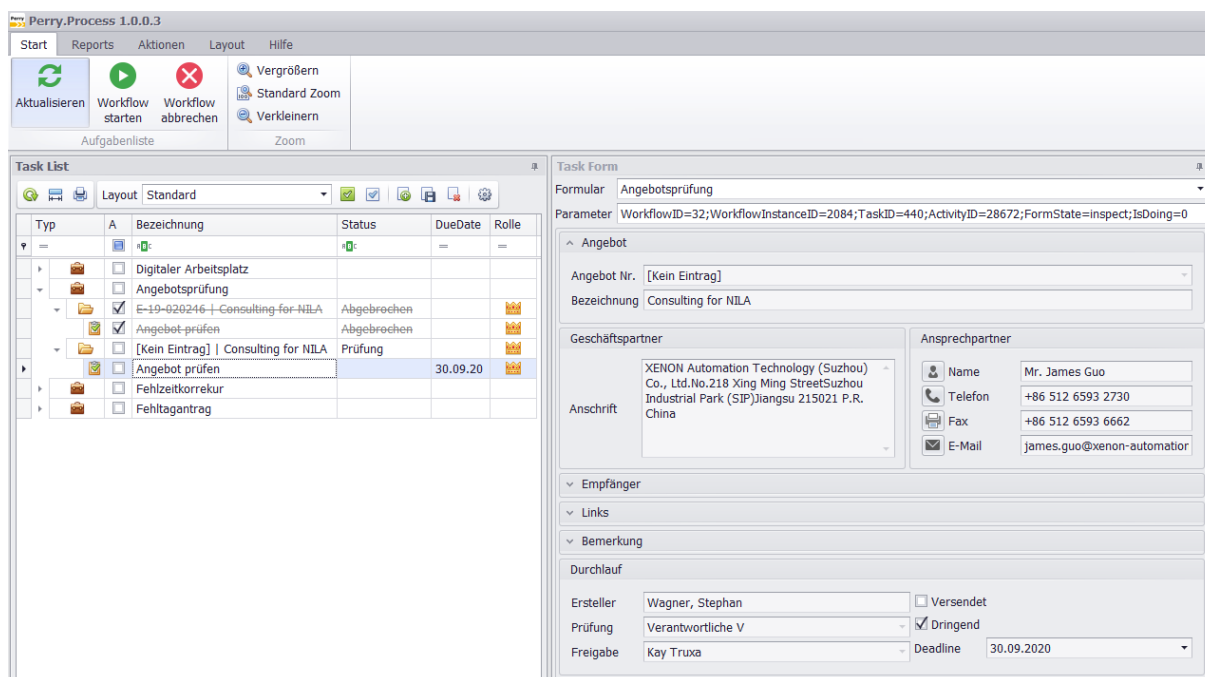 Perry.Process 1.0.0.3
Start Reports Aktionen Layout Hilfe
Aktualisieren
Workflow starten
Workflow abbrechen
Aufgabenliste
Vergrößern
Standard Zoom
Verkleinern
Zoom
Task List
Layout Standard
Typ A Bezeichnung Status DueDate Rolle
Digitaler Arbeitsplatz
Angebotsprüfung
E-19-020246 | Consulting for NILA Abgebrochen
Angebot prüfen Abgebrochen
[Kein Eintrag] | Consulting for NILA Prüfung
Angebot prüfen 30.09.20
Fehlzeitkorrekur
Fehltagantrag
Task Form
Formular Angebotsprüfung
Parameter WorkflowID=32;WorkflowInstanceID=2084;TaskID=440;ActivityID=28672;FormState=inspect;IsDoing=0
Angebot
Angebot Nr. [Kein Eintrag]
Bezeichnung Consulting for NILA
Geschäftspartner
Anschrift
XENON Automation Technology (Suzhou)
Co., Ltd.No.218 Xing Ming StreetSuzhou
Industrial Park (SIP)Jiangsu 215021 P.R.
China
Ansprechpartner
Name Mr. James Guo
Telefon +86 512 6593 2730
Fax +86 512 6593 6662
E-Mail james.guo@xenon-automation
Empfänger
Links
Bemerkung
Durchlauf
Ersteller Wagner, Stephan Versendet
Prüfung Verantwortliche V Dringend
Freigabe Kay Truxa Deadline 30.09.2020